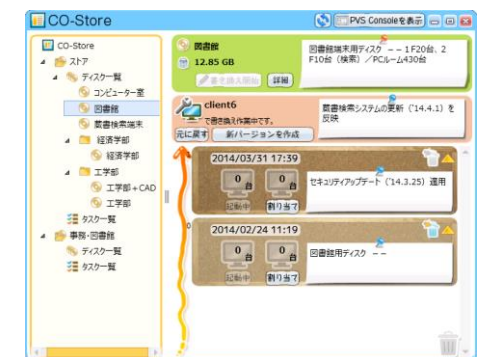 CO-Store
PVS Consoleを表示
CO-Store
ストア
ディスク一覧
コンピューター室
図書館
蔵書検索端末
経済学部
経済学部
工学部
工学部+CAD
工学部
タスク一覧
事務・図書館
ディスク一覧
タスク一覧
図書館
12.85 GB
書き換え開始
詳細
図書館端末用ディスク -- 1F20台、2
F10台（検索）／PCルーム430台
client6
で書き換え作業中です。
元に戻す
新バージョンを作成
蔵書検索システムの更新（'14.4.1）を
反映
2014/03/31 17:39
0 台
0 台
起動中
割り当て
セキュリティアップデート（'14.3.25）適用
2014/02/24 11:19
0 台
0 台
起動中
割り当て
図書館用ディスク --